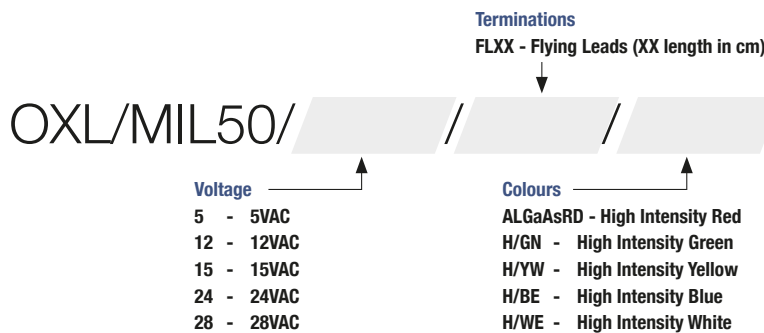 Terminations
FLXX - Flying Leads (XX length in cm)
OXL/MIL50/ / /
Voltage
5 - 5VAC
12 - 12VAC
15 - 15VAC
24 - 24VAC
28 - 28VAC
Colours
ALGaAsRD - High Intensity Red
H/GN - High Intensity Green
H/YW - High Intensity Yellow
H/BE - High Intensity Blue
H/WE - High Intensity White